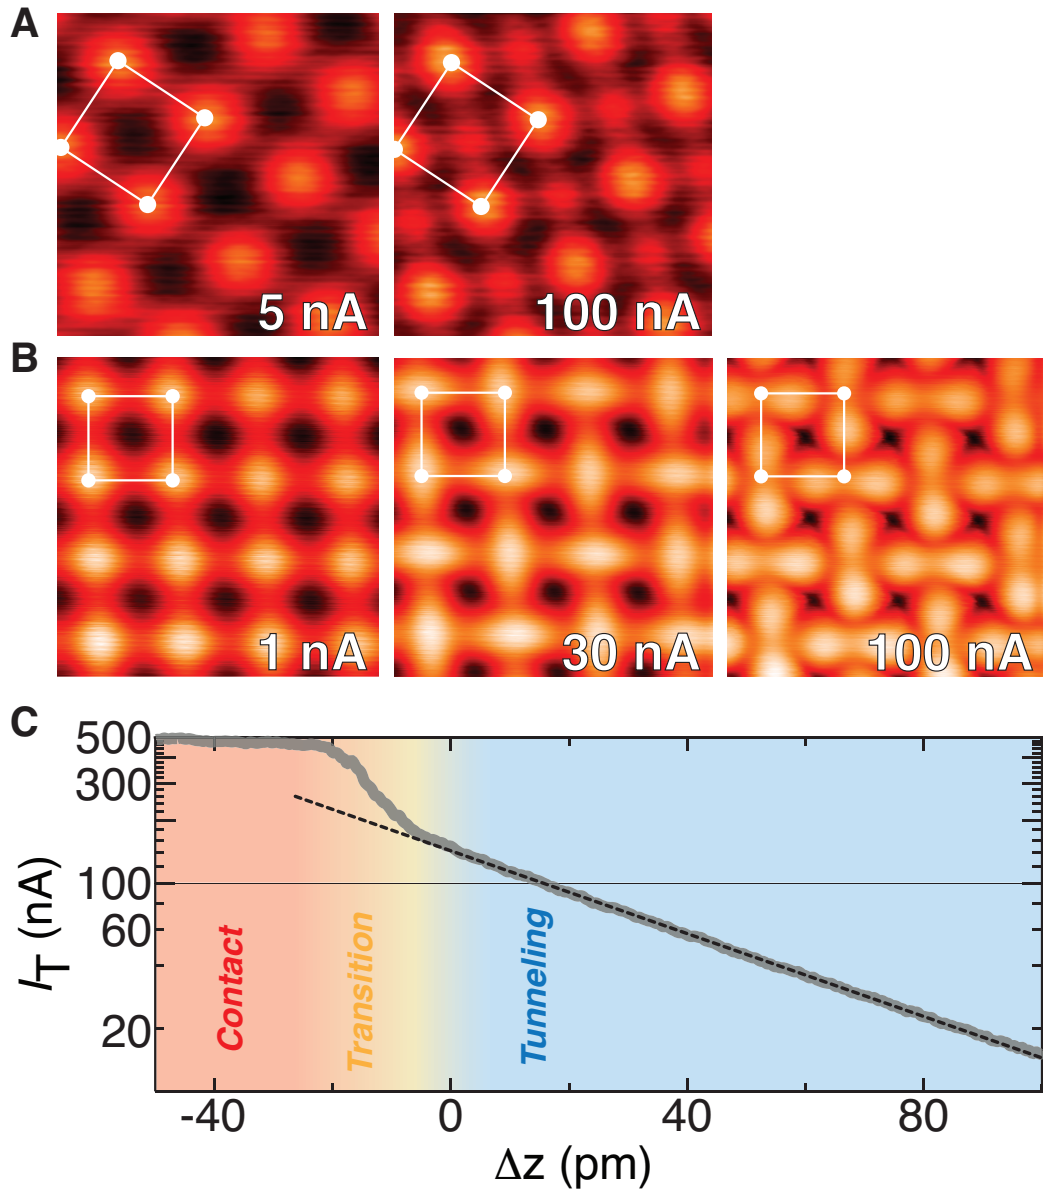 A
5 nA
100 nA
B
1 nA
30 nA
100 nA
C
500
300
100
60
20
I_T (nA)
Contact
Transition
Tunneling
-40
0
40
80
Δz (pm)